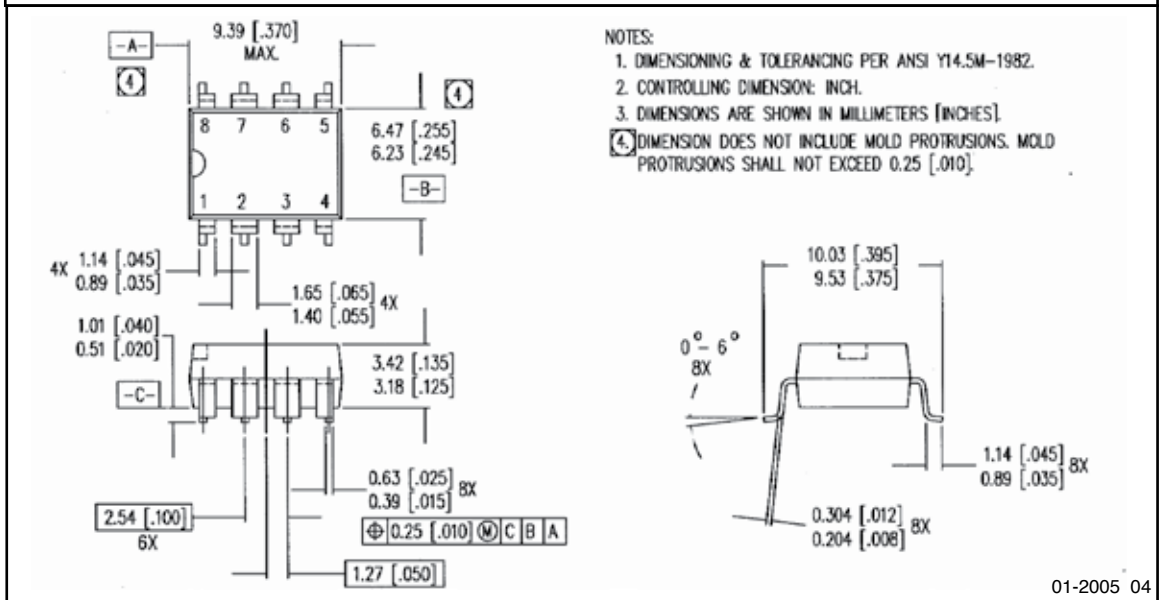 9.39 [.370]
MAX.
-A-
4
4
8 7 6 5
1 2 3 4
6.47 [.255]
6.23 [.245]
-B-
4X 1.14 [.045]
0.89 [.035]
1.65 [.065] 4X
1.40 [.055]
1.01 [.040]
0.51 [.020]
-C-
3.42 [.135]
3.18 [.125]
0.63 [.025] 8X
0.39 [.015]
2.54 [.100]
6X
⌖ 0.25 [.010] Ⓜ C B A
1.27 [.050]
NOTES:
1. DIMENSIONING & TOLERANCING PER ANSI Y14.5M-1982.
2. CONTROLLING DIMENSION: INCH.
3. DIMENSIONS ARE SHOWN IN MILLIMETERS [INCHES].
4. DIMENSION DOES NOT INCLUDE MOLD PROTRUSIONS. MOLD
PROTRUSIONS SHALL NOT EXCEED 0.25 [.010].
10.03 [.395]
9.53 [.375]
0°-6°
8X
1.14 [.045] 8X
0.89 [.035]
0.304 [.012] 8X
0.204 [.008]
01-2005 04